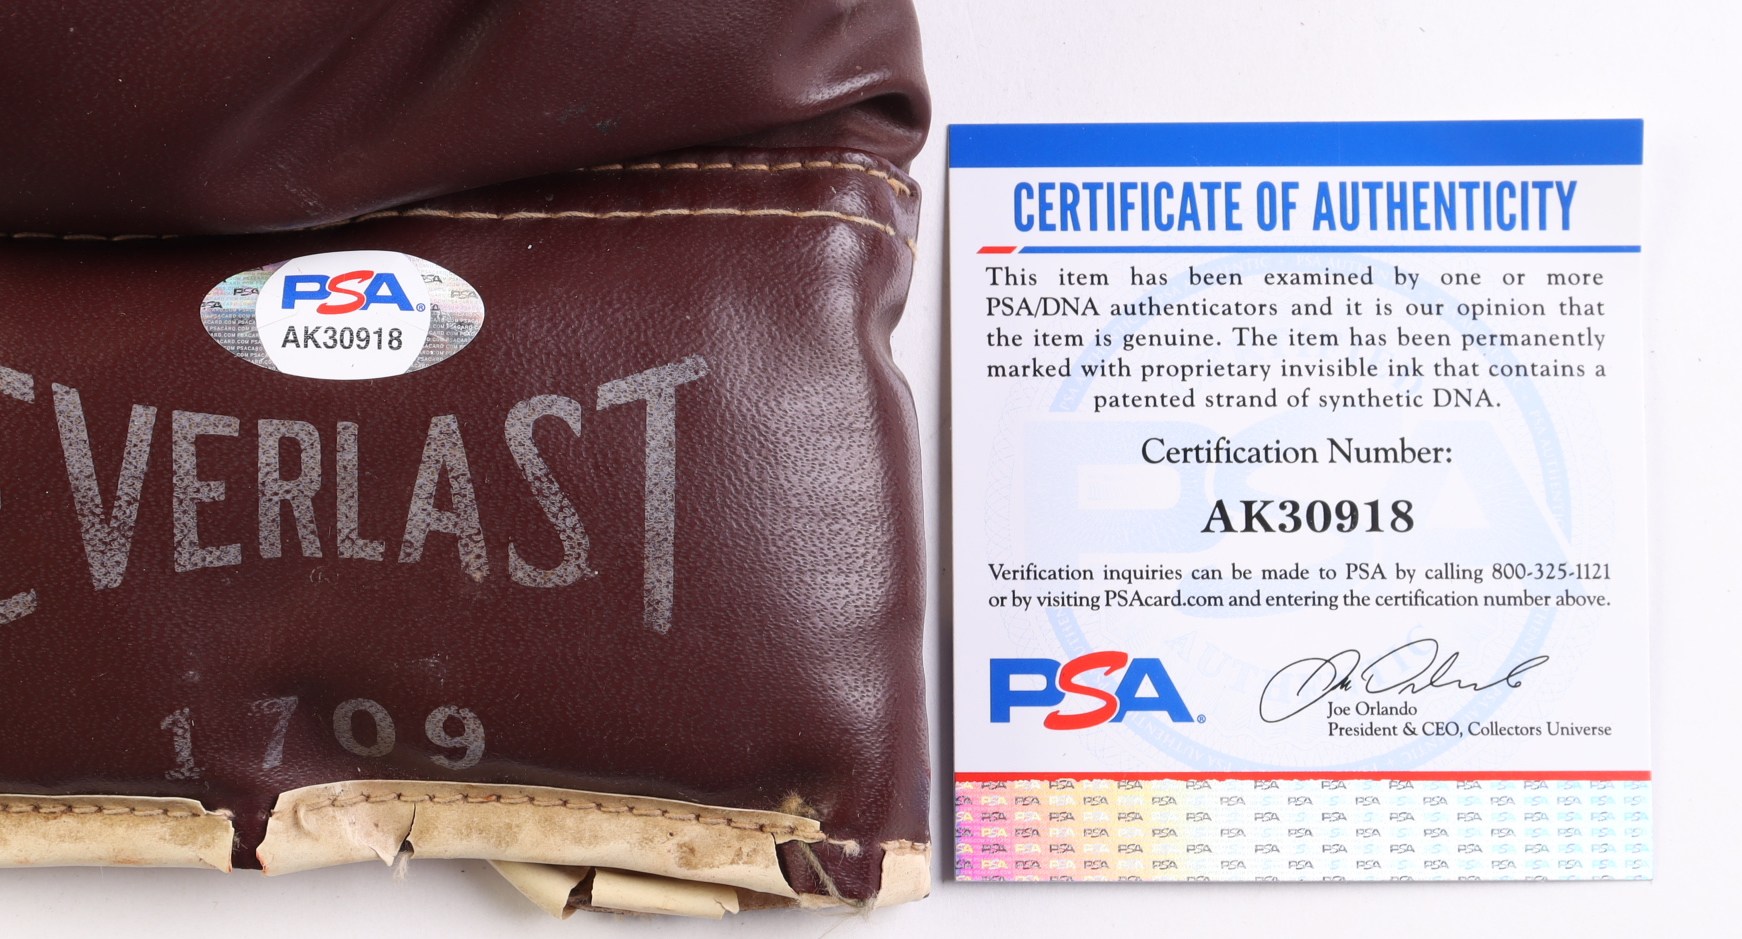 PSA
AK30918
EVERLAST
1709
CERTIFICATE OF AUTHENTICITY
This item has been examined by one or more
PSA/DNA authenticators and it is our opinion that
the item is genuine. The item has been permanently
marked with proprietary invisible ink that contains a
patented strand of synthetic DNA.
Certification Number:
AK30918
Verification inquiries can be made to PSA by calling 800-325-1121
or by visiting PSAcard.com and entering the certification number above.
PSA®
Joe Orlando
President & CEO, Collectors Universe